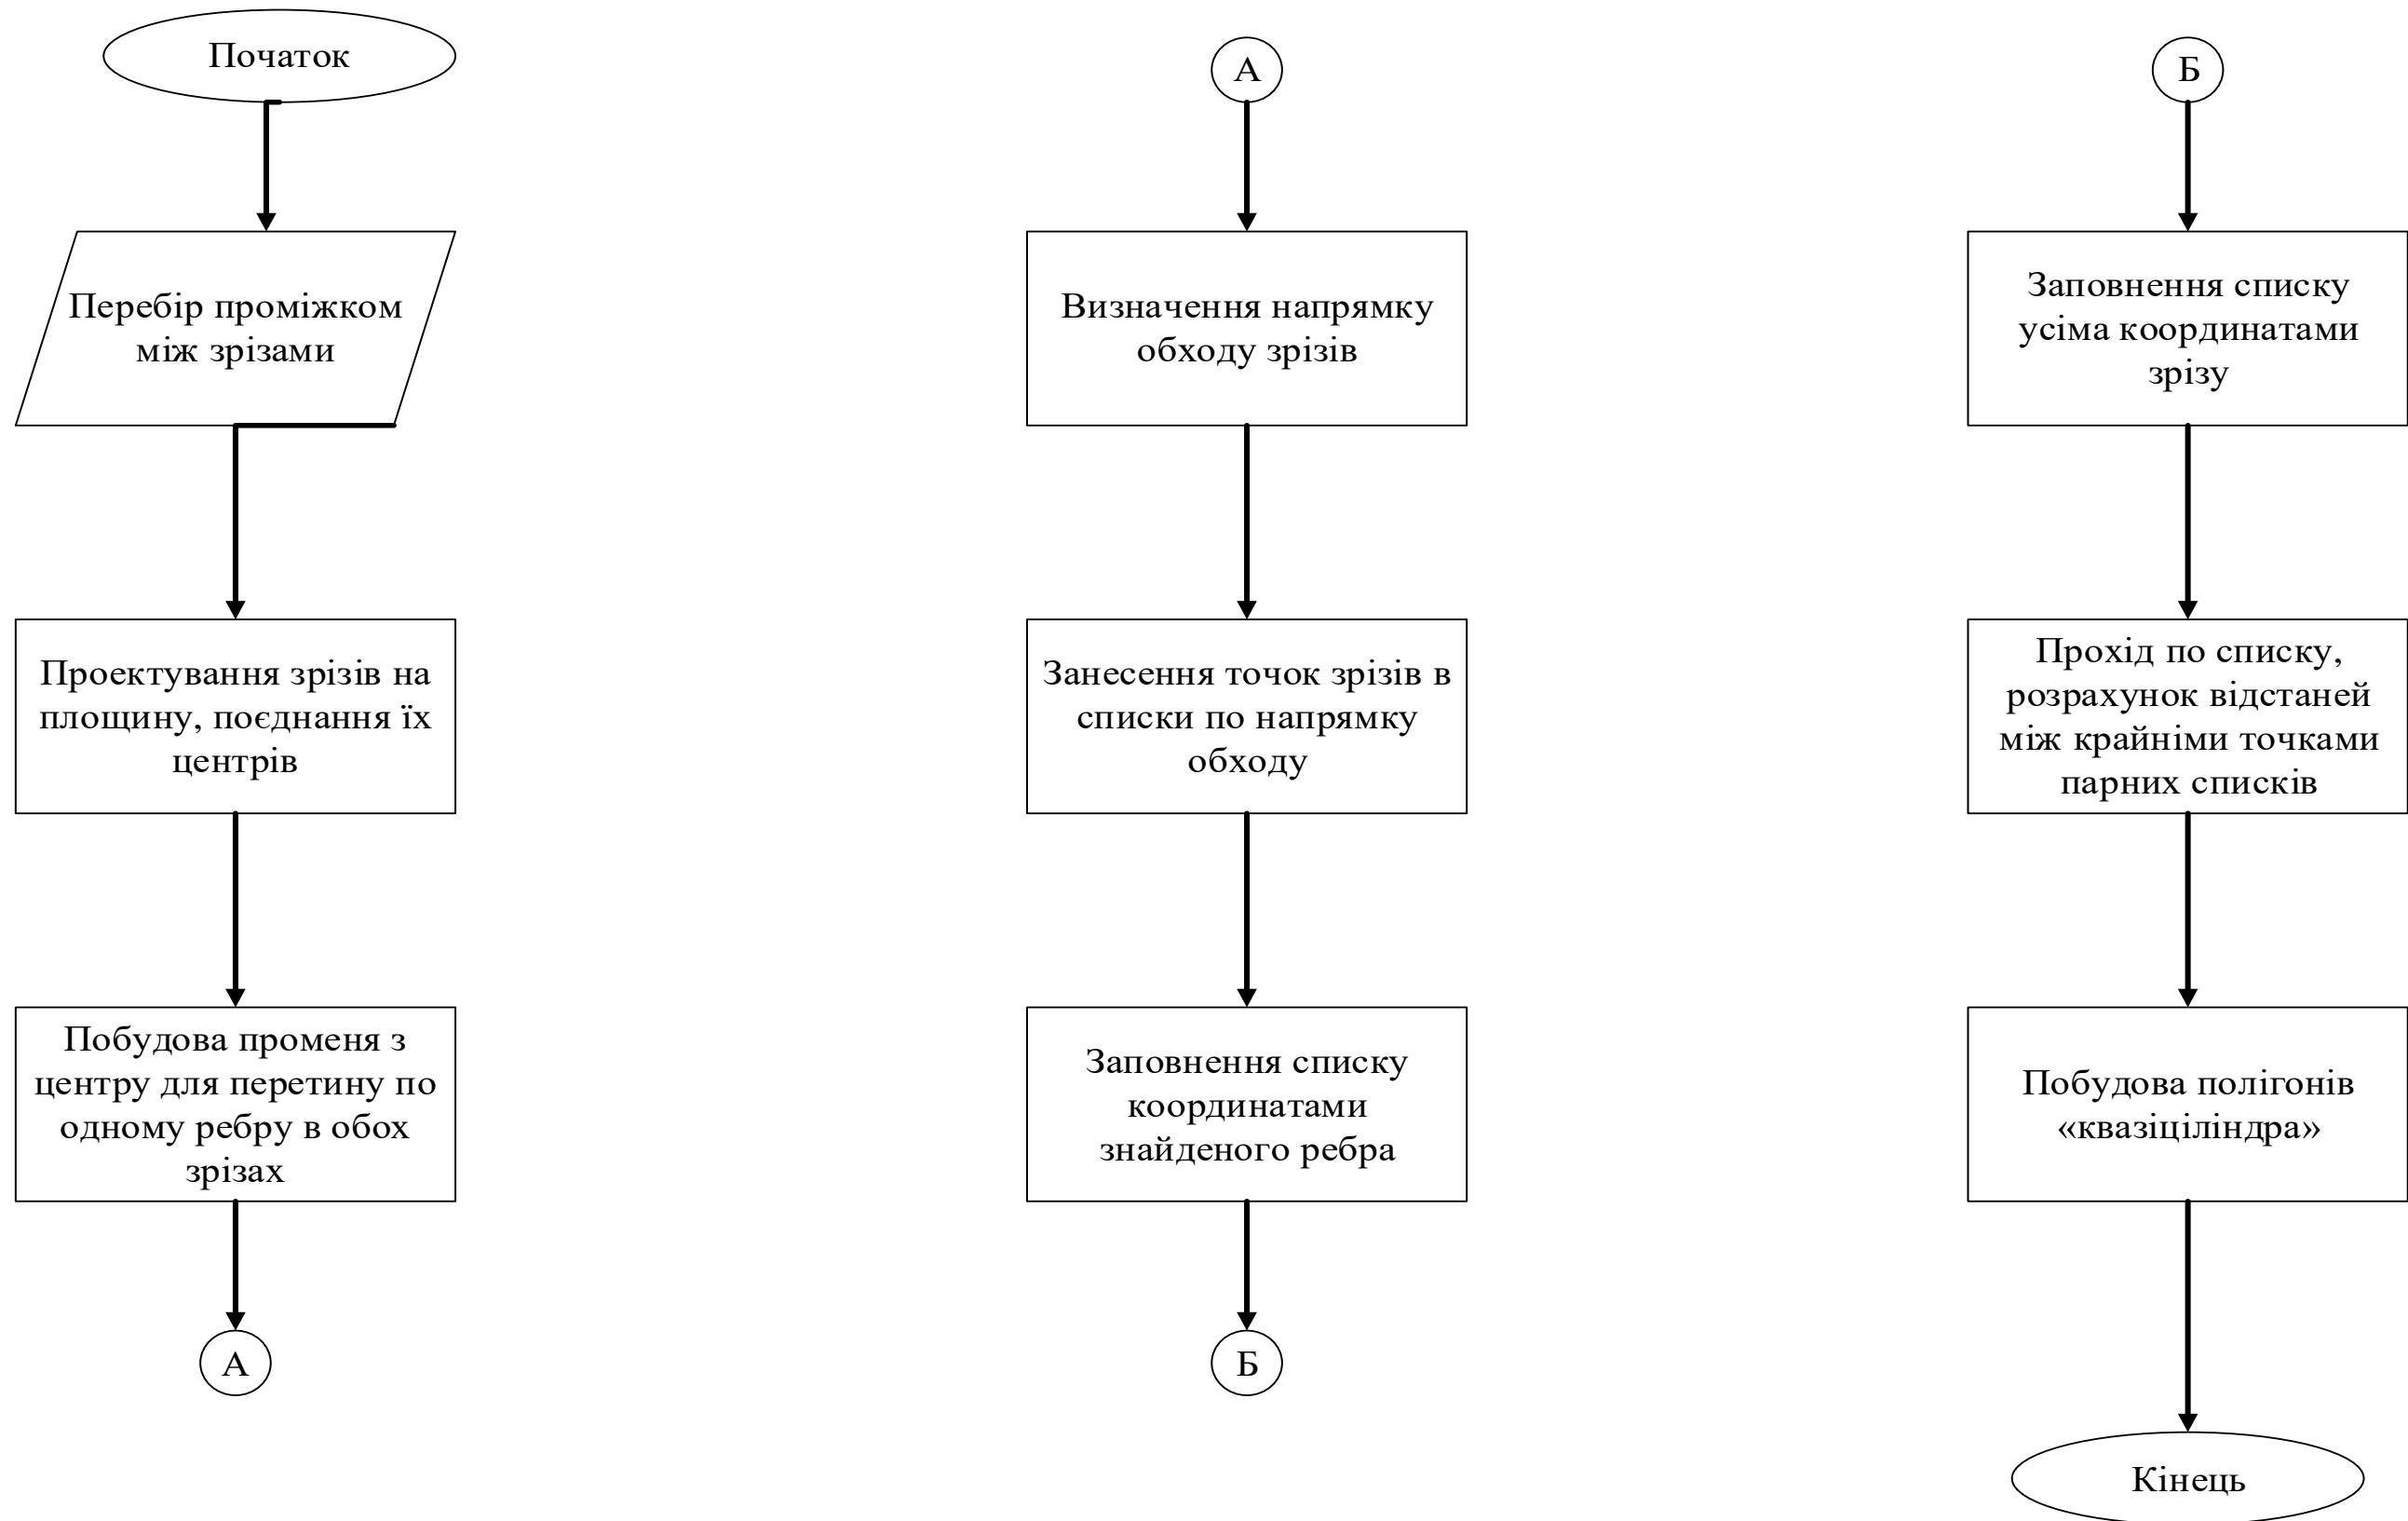 Початок
Перебір проміжком
між зрізами
Проектування зрізів на
площину, поєднання їх
центрів
Побудова променя з
центру для перетину по
одному ребру в обох
зрізах
А
А
Визначення напрямку
обходу зрізів
Занесення точок зрізів в
списки по напрямку
обходу
Заповнення списку
координатами
знайденого ребра
Б
Б
Заповнення списку
усіма координатами
зрізу
Прохід по списку,
розрахунок відстаней
між крайніми точками
парних списків
Побудова полігонів
«квазіціліндра»
Кінець